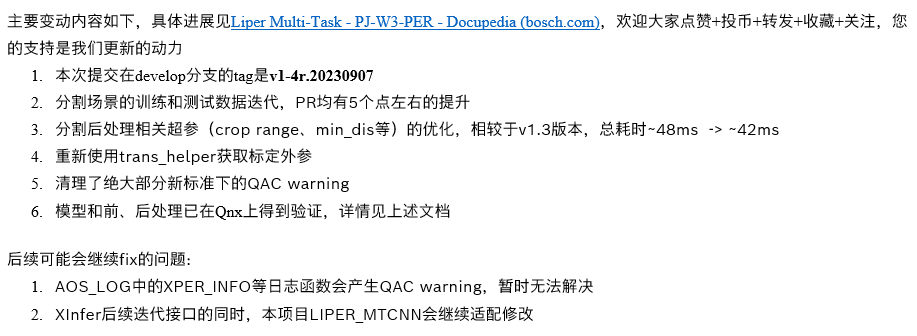 主要变动内容如下，具体进展见Liper Multi-Task - PJ-W3-PER - Docupedia (bosch.com)，欢迎大家点赞+投币+转发+收藏+关注，您
的支持是我们更新的动力
1. 本次提交在develop分支的tag是v1-4r.20230907
2. 分割场景的训练和测试数据迭代，PR均有5个点左右的提升
3. 分割后处理相关超参（crop range、min_dis等）的优化，相较于v1.3版本，总耗时~48ms -> ~42ms
4. 重新使用trans_helper获取标定外参
5. 清理了绝大部分新标准下的QAC warning
6. 模型和前、后处理已在Qnx上得到验证，详情见上述文档
后续可能会继续fix的问题：
1. AOS_LOG中的XPER_INFO等日志函数会产生QAC warning，暂时无法解决
2. XInfer后续迭代接口的同时，本项目LIPER_MTCNN会继续适配修改